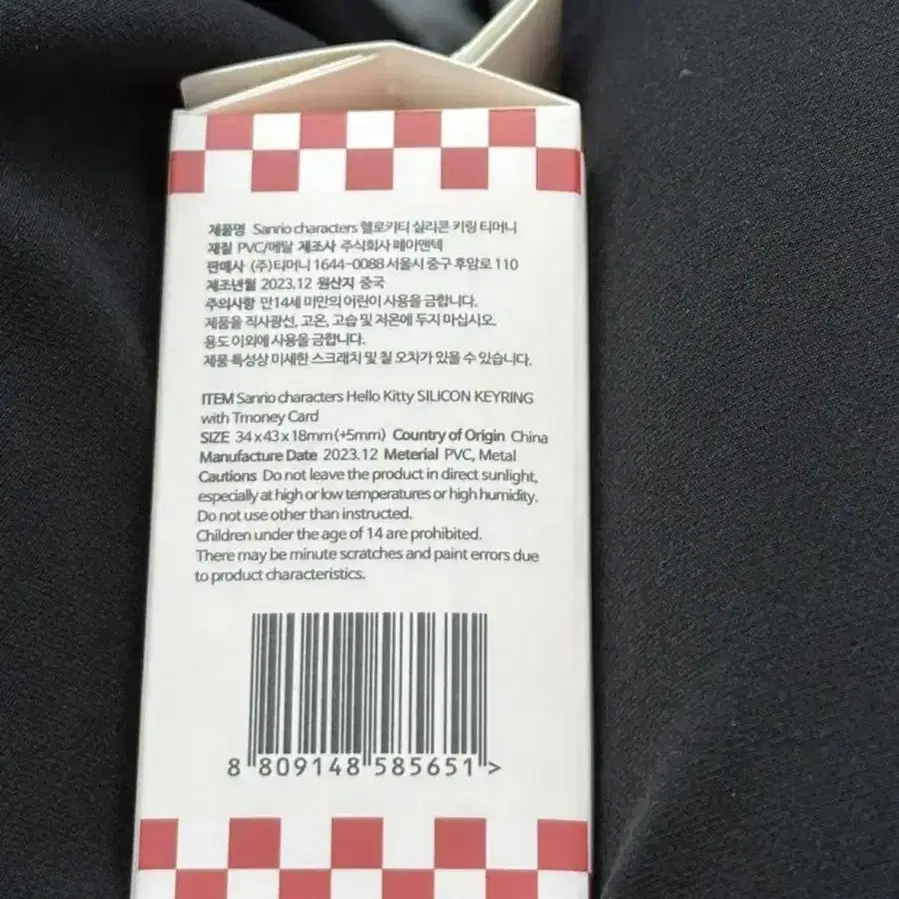 제품명 Sanrio characters 헬로키티 실리콘 키링 티머니
재질 PVC/메탈 제조사 주식회사 페이앤텍
판매사 (주)티머니 1644-0088 서울시 중구 후암로 110
제조년월 2023.12 원산지 중국
주의사항 만14세 미만의 어린이 사용을 금합니다.
제품을 직사광선, 고온, 고습 및 저온에 두지 마십시오.
용도 이외에 사용을 금합니다.
제품 특성상 미세한 스크래치 및 칠 오차가 있을 수 있습니다.
ITEM Sanrio characters Hello Kitty SILICON KEYRING
with Tmoney Card
SIZE 34x43x18mm(+5mm) Country of Origin China
Manufacture Date 2023.12 Meterial PVC, Metal
Cautions Do not leave the product in direct sunlight,
especially at high or low temperatures or high humidity.
Do not use other than instructed.
Children under the age of 14 are prohibited.
There may be minute scratches and paint errors due
to product characteristics.
8 809148 585651 >